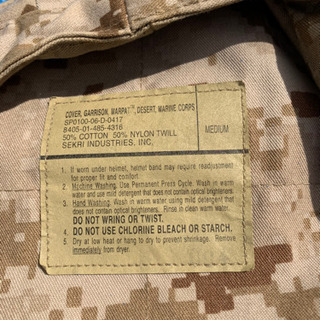 COVER, GARRISON, MARPAT™, DESERT, MARINE CORPS
SP0100-06-D-0417
8405-01-485-4316
50% COTTON 50% NYLON TWILL
SEKRI INDUSTRIES, INC.
MEDIUM
1. If worn under helmet, helmet band may require readjustment
for proper fit and comfort.
2. Machine Washing. Use Permanent Press Cycle. Wash in warm
water and use mild detergent that does not contain optical brighteners.
3. Hand Washing. Wash in warm water using mild detergent that
does not contain optical brighteners. Rinse in clean warm water.
DO NOT WRING OR TWIST.
4. DO NOT USE CHLORINE BLEACH OR STARCH.
5. Dry at low heat or hang to dry to prevent shrinkage. Remove
immediately from dryer.